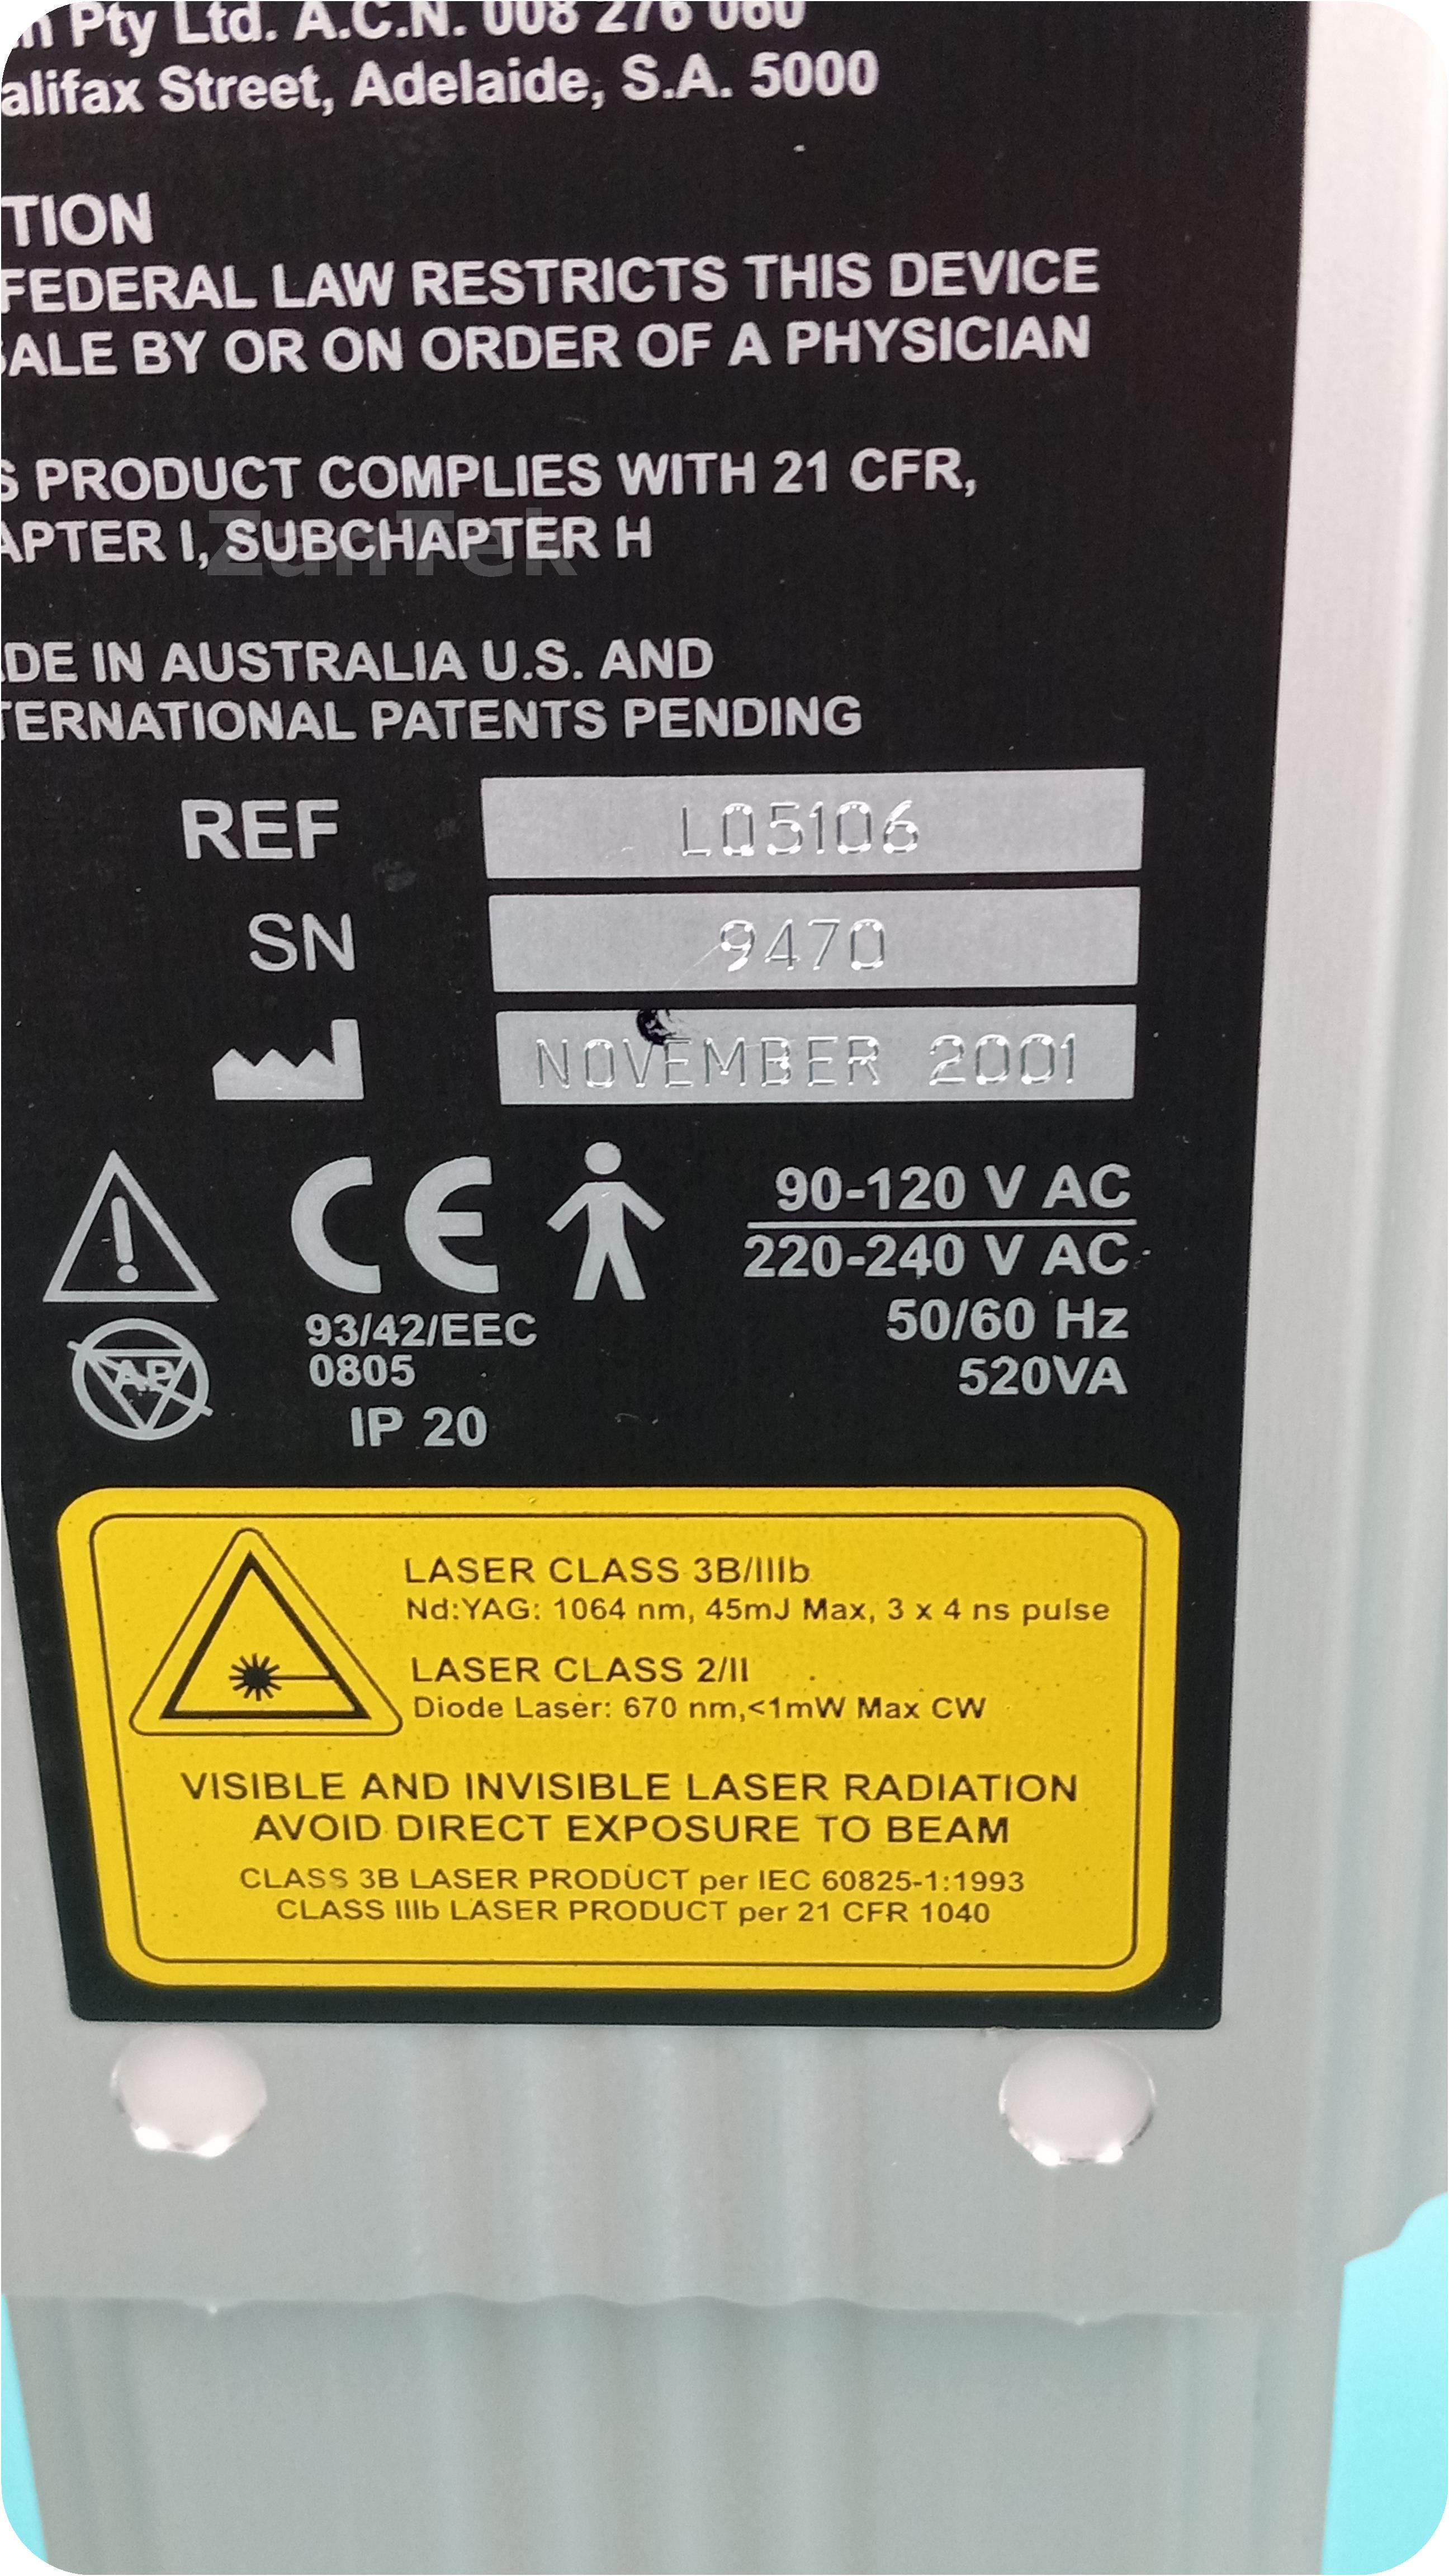 n Pty Ltd. A.C.N. 008 276 060
alifax Street, Adelaide, S.A. 5000
TION
FEDERAL LAW RESTRICTS THIS DEVICE
SALE BY OR ON ORDER OF A PHYSICIAN
S PRODUCT COMPLIES WITH 21 CFR,
APTER I, SUBCHAPTER H
ZunTek
DE IN AUSTRALIA U.S. AND
TERNATIONAL PATENTS PENDING
REF LQ5106
SN 9470
NOVEMBER 2001
CE
90-120 V AC
220-240 V AC
50/60 Hz
520VA
93/42/EEC
0805
IP 20
AP
LASER CLASS 3B/IIIb
Nd:YAG: 1064 nm, 45mJ Max, 3 x 4 ns pulse
LASER CLASS 2/II
Diode Laser: 670 nm,<1mW Max CW
VISIBLE AND INVISIBLE LASER RADIATION
AVOID DIRECT EXPOSURE TO BEAM
CLASS 3B LASER PRODUCT per IEC 60825-1:1993
CLASS IIIb LASER PRODUCT per 21 CFR 1040